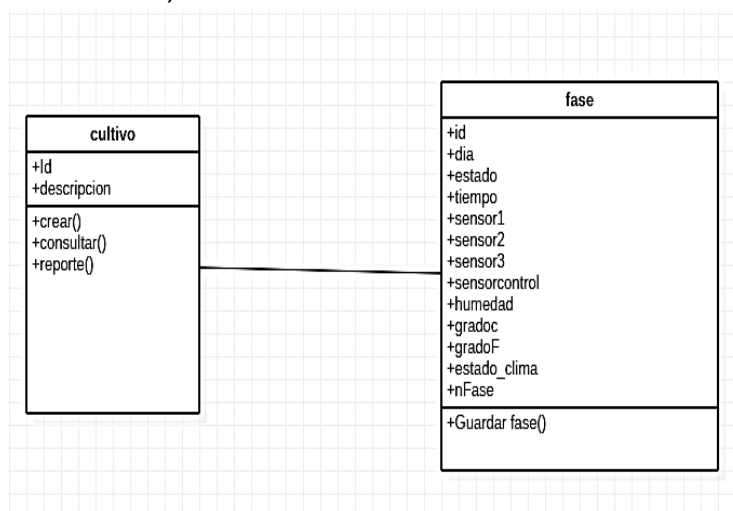 cultivo
+Id
+descripcion
+crear()
+consultar()
+reporte()
fase
+id
+dia
+estado
+tiempo
+sensor1
+sensor2
+sensor3
+sensorcontrol
+humedad
+gradoc
+gradoF
+estado_clima
+nFase
+Guardar fase()